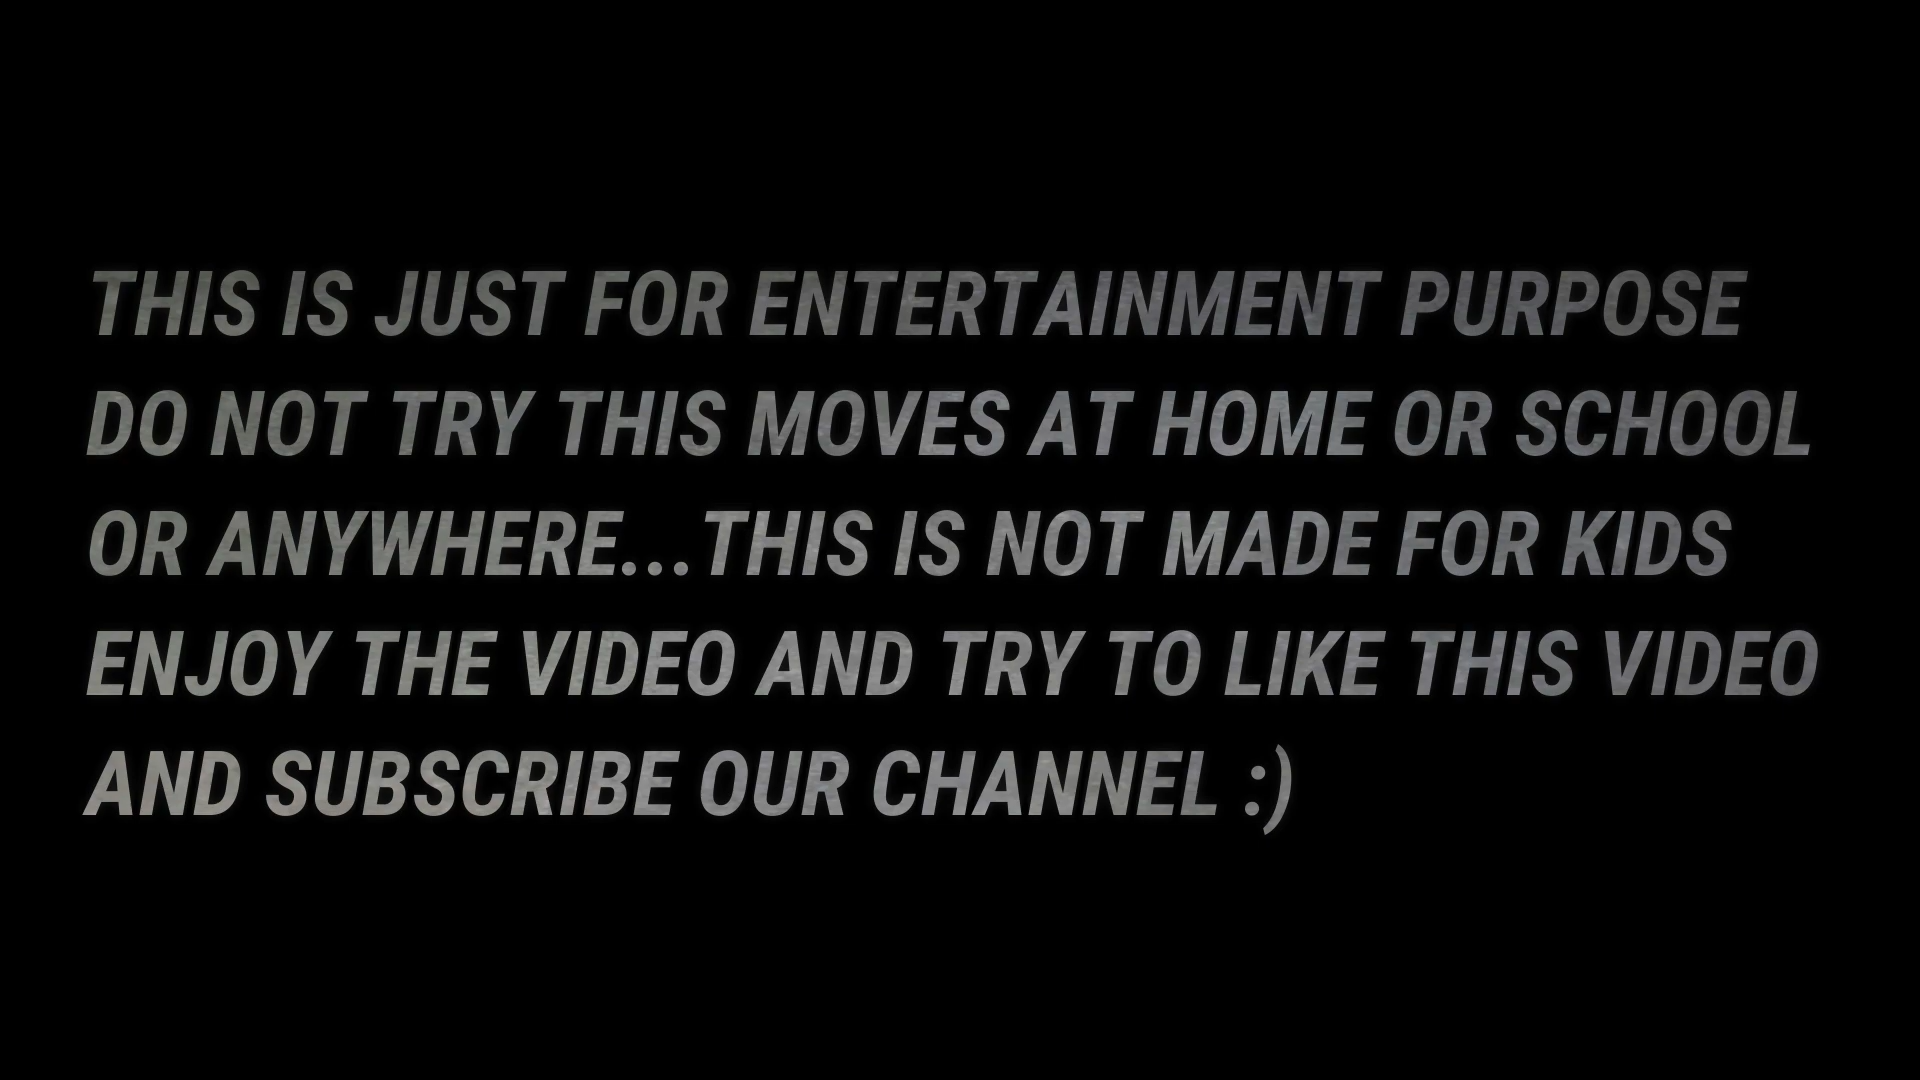 THIS IS JUST FOR ENTERTAINMENT PURPOSE
DO NOT TRY THIS MOVES AT HOME OR SCHOOL
OR ANYWHERE...THIS IS NOT MADE FOR KIDS
ENJOY THE VIDEO AND TRY TO LIKE THIS VIDEO
AND SUBSCRIBE OUR CHANNEL :)